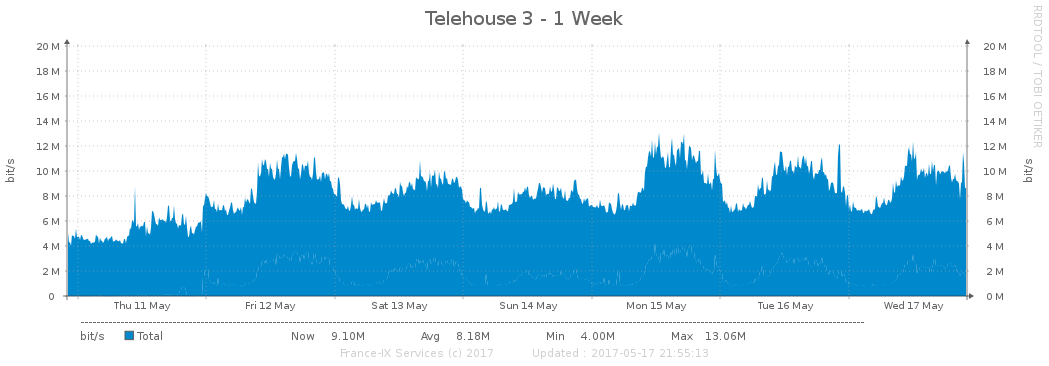 Telehouse 3 - 1 Week
RRDTOOL / TOBI OETIKER
bit/s
20 M 20 M
18 M 18 M
16 M 16 M
14 M 14 M
12 M 12 M
10 M 10 M
8 M 8 M
6 M 6 M
4 M 4 M
2 M 2 M
0 0 M
bit/s
Thu 11 May Fri 12 May Sat 13 May Sun 14 May Mon 15 May Tue 16 May Wed 17 May
bit/s Total Now 9.10M Avg 8.18M Min 4.00M Max 13.06M
France-IX Services (c) 2017 Updated : 2017-05-17 21:55:13